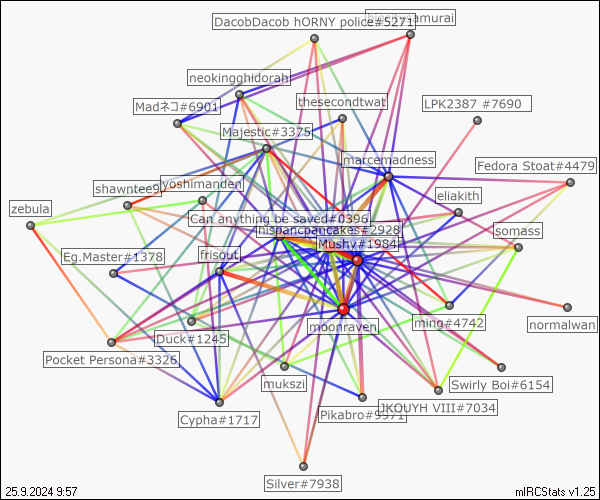 DacobDacob hORNY police#5271
amurai
neokingghidorah
Madネコ#6901
thesecondtwat
LPK2387 #7690
Majestic#3375
marcemadness
Fedora Stoat#4479
shawntee9
yoshimanden
eliakith
zebula
Can anything be saved#0396
hispancpancakes#2928
somass
Mushy#1984
Eg.Master#1378
frisout
moonraven
ming#4742
normalwan
Duck#1245
Pocket Persona#3326
mukszi
Swirly Boi#6154
Cypha#1717
Pikabro#9971
JKOUYH VIII#7034
Silver#7938
25.9.2024 9:57
mIRCStats v1.25